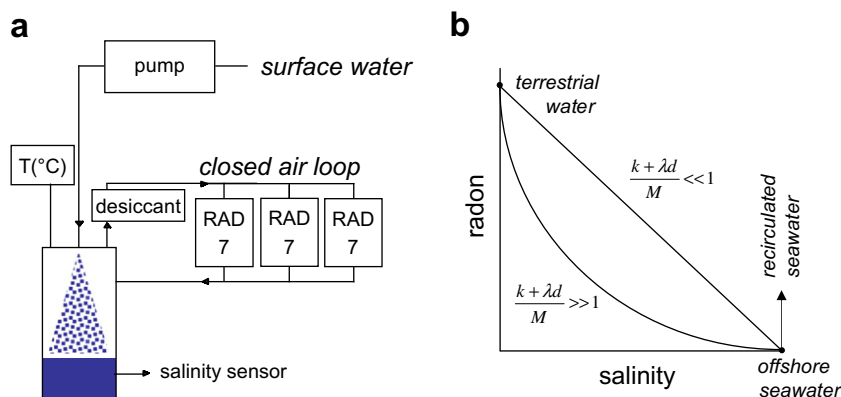 a
pump
surface water
T(°C)
closed air loop
desiccant
RAD
7
RAD
7
RAD
7
salinity sensor
b
terrestrial
water
k + λd
M
<<1
k + λd
M
>>1
radon
salinity
recirculated
seawater
offshore
seawater